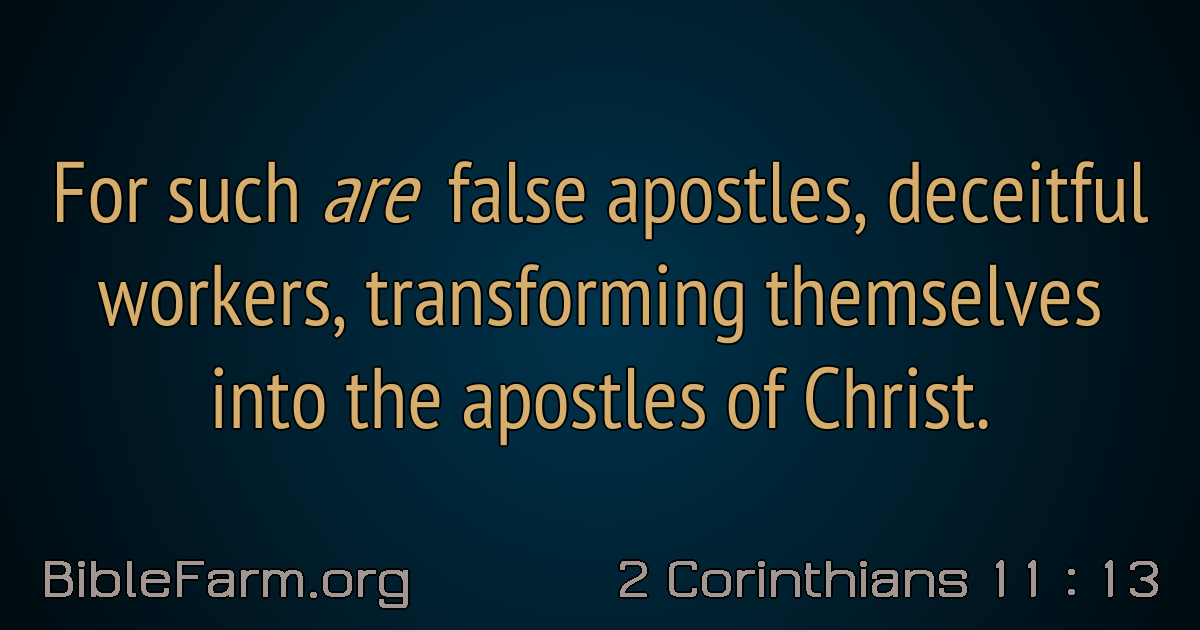 For such are false apostles, deceitful
workers, transforming themselves
into the apostles of Christ.
BibleFarm.org
2 Corinthians 11 : 13